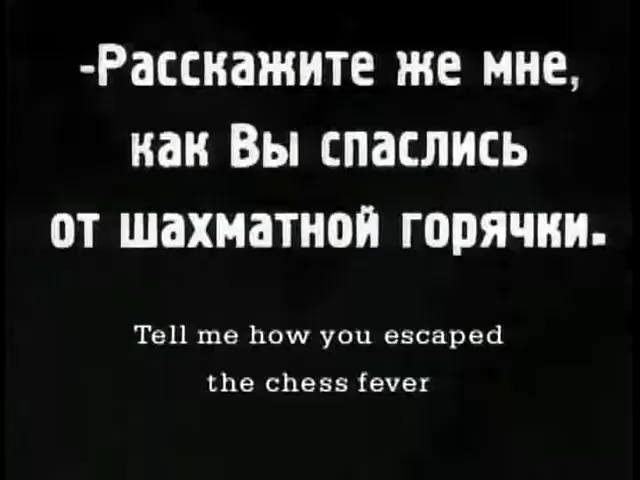 -Расскажите же мне,
как Вы спаслись
от шахматной горячки.
Tell me how you escaped
the chess fever